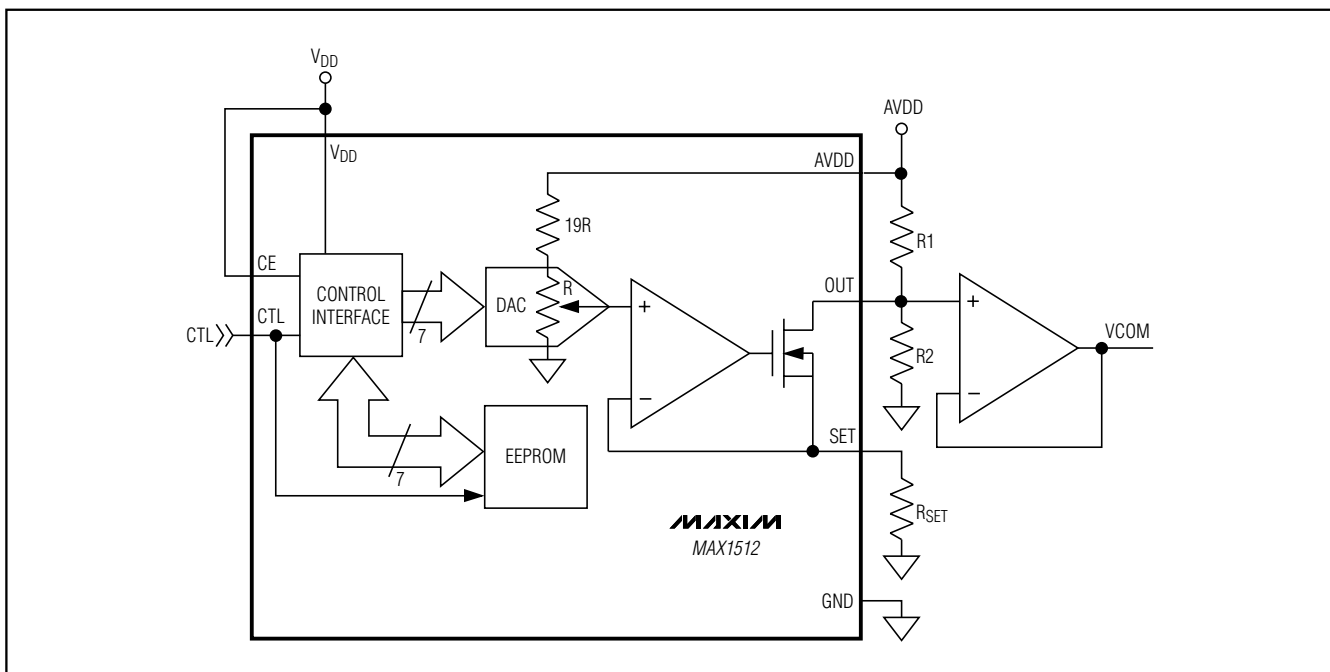 VDD
AVDD
VDD
AVDD
19R
R1
CE
CONTROL
INTERFACE
DAC
R
+
OUT
+
CTL
CTL
7
VCOM
R2
−
−
SET
7
EEPROM
RSET
MAXIM
MAX1512
GND